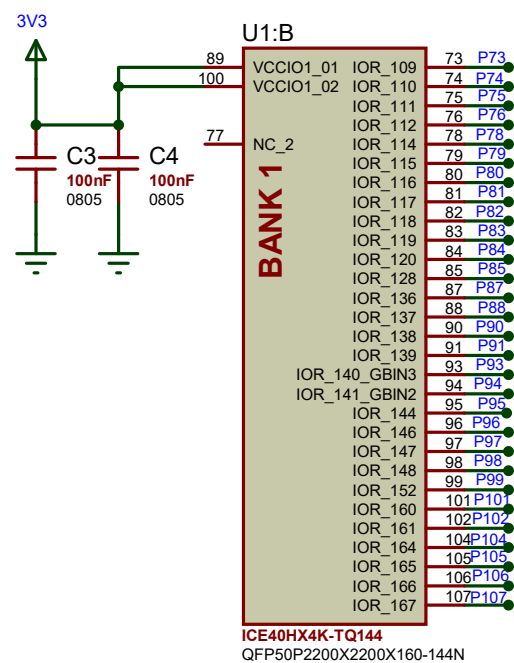 3V3
U1:B
89 VCCIO1_01 IOR_109 73 P73
100 VCCIO1_02 IOR_110 74 P74
IOR_111 75 P75
IOR_112 76 P76
77 NC_2 IOR_114 78 P78
IOR_115 79 P79
IOR_116 80 P80
IOR_117 81 P81
IOR_118 82 P82
IOR_119 83 P83
IOR_120 84 P84
IOR_128 85 P85
IOR_136 87 P87
IOR_137 88 P88
IOR_138 90 P90
IOR_139 91 P91
IOR_140_GBIN3 93 P93
IOR_141_GBIN2 94 P94
IOR_144 95 P95
IOR_146 96 P96
IOR_147 97 P97
IOR_148 98 P98
IOR_152 99 P99
IOR_160 101 P101
IOR_161 102 P102
IOR_164 104 P104
IOR_165 105 P105
IOR_166 106 P106
IOR_167 107 P107
BANK 1
C3
100nF
0805
C4
100nF
0805
ICE40HX4K-TQ144
QFP50P2200X2200X160-144N